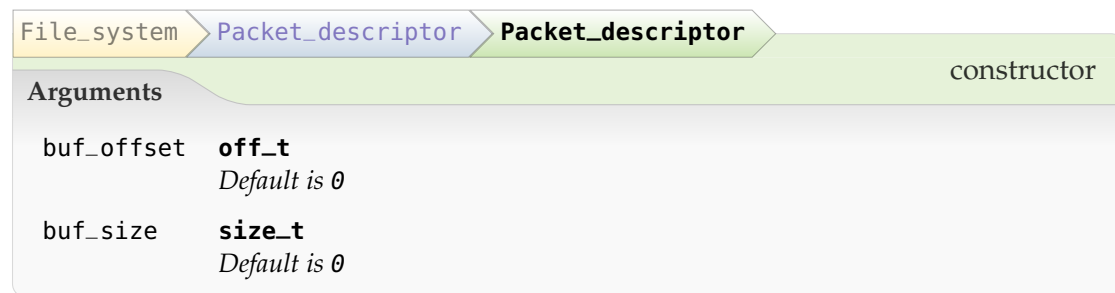 File_system Packet_descriptor Packet_descriptor
constructor
Arguments
buf_offset off_t
Default is 0
buf_size size_t
Default is 0